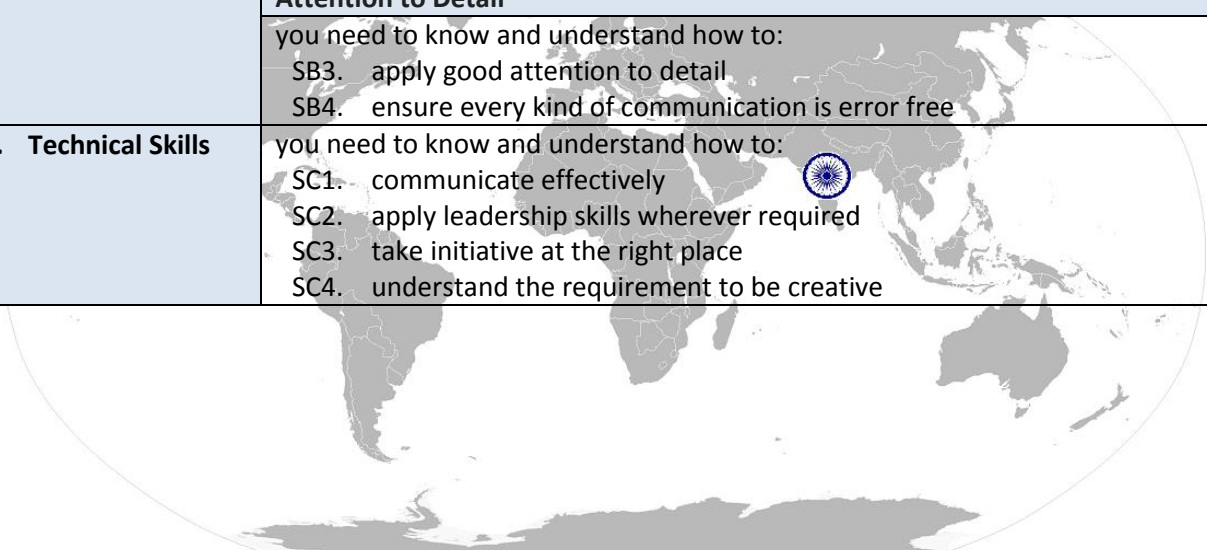 Attention to Detail
you need to know and understand how to:
SB3. apply good attention to detail
SB4. ensure every kind of communication is error free
. Technical Skills
you need to know and understand how to:
SC1. communicate effectively
SC2. apply leadership skills wherever required
SC3. take initiative at the right place
SC4. understand the requirement to be creative